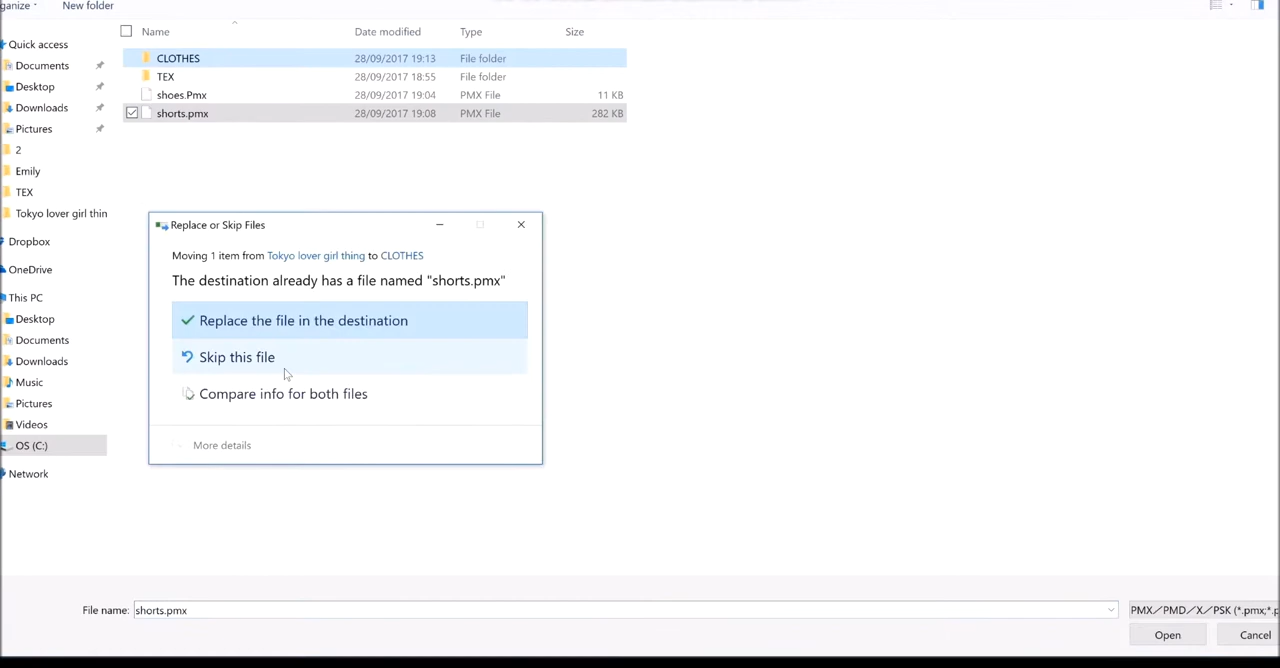 ganize
New folder
Name
Date modified
Type
Size
Quick access
Documents
Desktop
Downloads
Pictures
2
Emily
TEX
Tokyo lover girl thin
Dropbox
OneDrive
This PC
Desktop
Documents
Downloads
Music
Pictures
Videos
OS (C:)
Network
CLOTHES 28/09/2017 19:13 File folder
TEX 28/09/2017 18:55 File folder
shoes.Pmx 28/09/2017 19:04 PMX File 11 KB
shorts.pmx 28/09/2017 19:08 PMX File 282 KB
Replace or Skip Files
Moving 1 item from Tokyo lover girl thing to CLOTHES
The destination already has a file named "shorts.pmx"
Replace the file in the destination
Skip this file
Compare info for both files
More details
File name: shorts.pmx
PMX/PMD/X/PSK (*.pmx;*.p
Open
Cancel